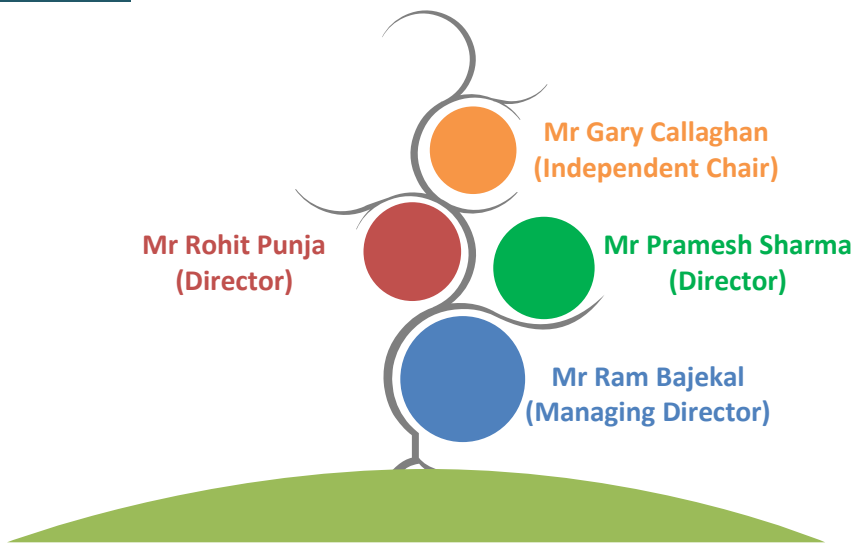 Mr Gary Callaghan
(Independent Chair)
Mr Rohit Punja
(Director)
Mr Pramesh Sharma
(Director)
Mr Ram Bajekal
(Managing Director)